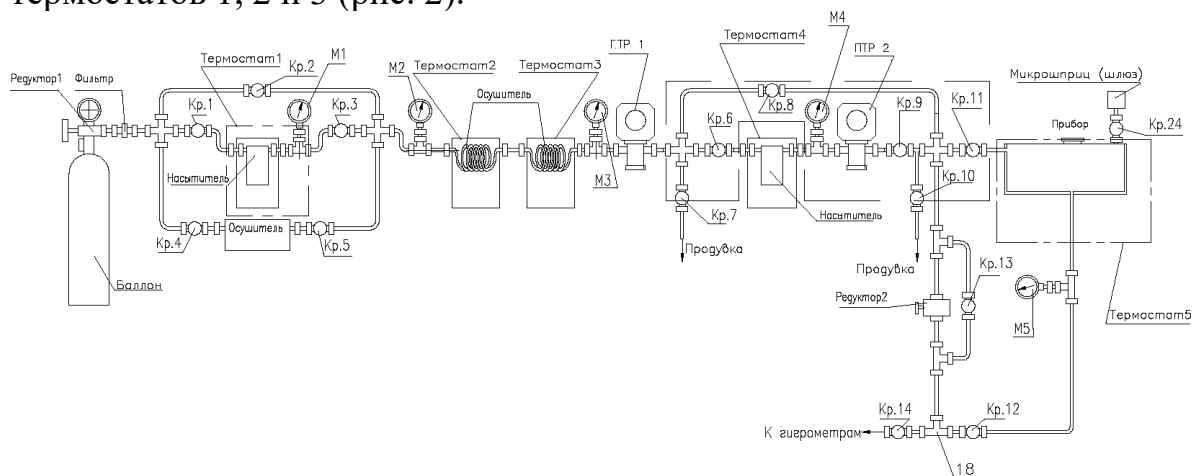 термостатов 1, 2 и 3 (рис. 2).
Редуктор1 Фильтр
Термостат1
Кр.2
М1
Кр.1
Кр.3
Насытитель
Кр.4
Осушитель
Кр.5
Баллон
М2
Термостат2
Термостат3
Осушитель
М3
ПТР 1
Термостат4
М4
ПТР 2
Кр.8
Кр.6
Кр.9
Кр.11
Кр.7
Насытитель
Кр.10
Продувка
Продувка
Микрошприц (шлюз)
Прибор
Кр.24
Кр.13
Редуктор2
М5
Термостат5
Кр.14
Кр.12
К гигрометрам
18